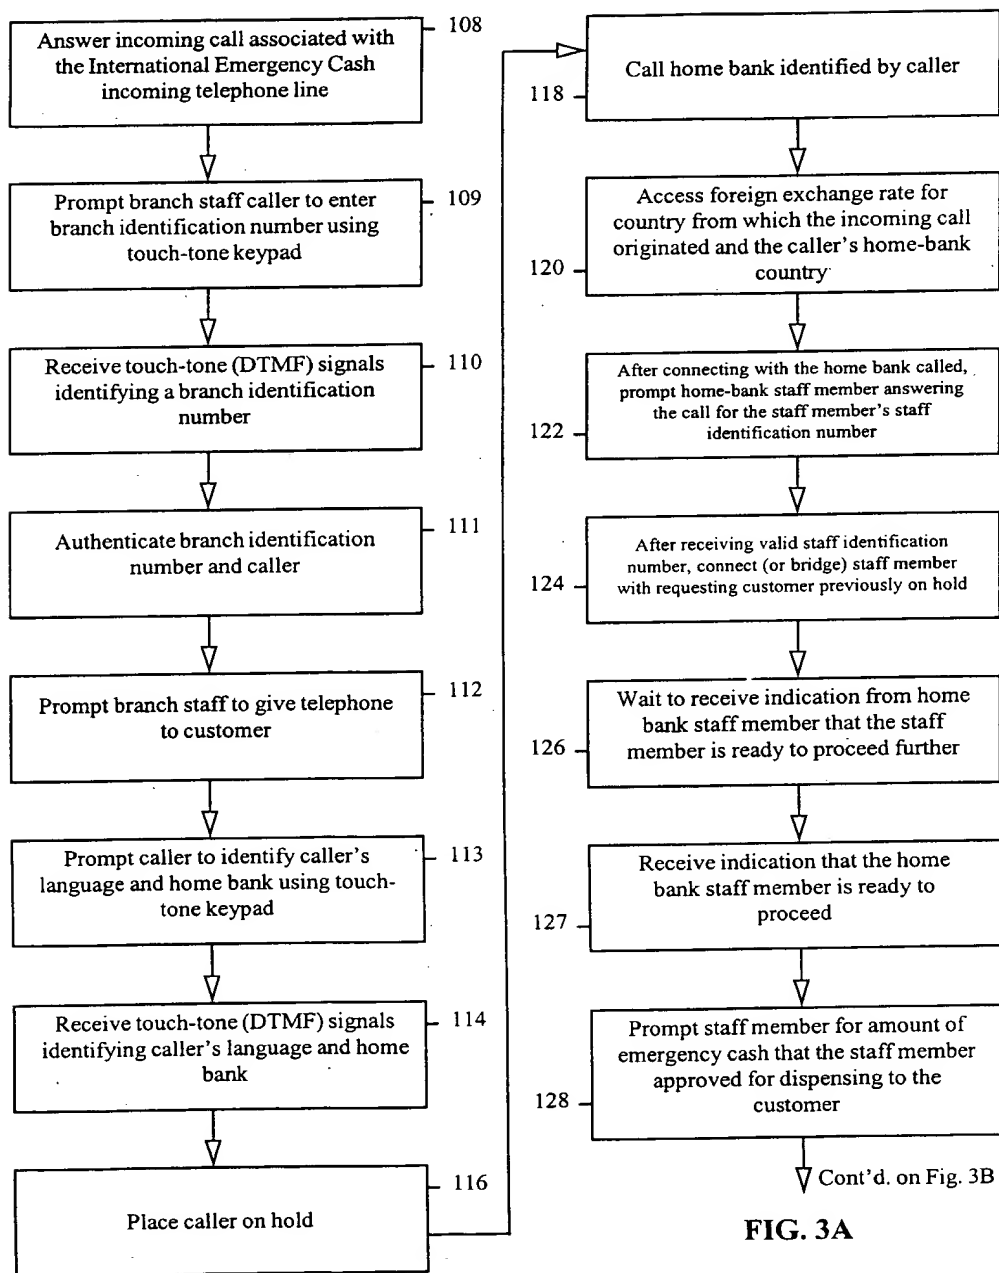 Answer incoming call associated with
the International Emergency Cash
incoming telephone line
108
Prompt branch staff caller to enter
branch identification number using
touch-tone keypad
109
Receive touch-tone (DTMF) signals
identifying a branch identification
number
110
Authenticate branch identification
number and caller
111
Prompt branch staff to give telephone
to customer
112
Prompt caller to identify caller's
language and home bank using touch-
tone keypad
113
Receive touch-tone (DTMF) signals
identifying caller's language and home
bank
114
Place caller on hold
116
Call home bank identified by caller
118
Access foreign exchange rate for
country from which the incoming call
originated and the caller's home-bank
country
120
After connecting with the home bank called,
prompt home-bank staff member answering
the call for the staff member's staff
identification number
122
After receiving valid staff identification
number, connect (or bridge) staff member
with requesting customer previously on hold
124
Wait to receive indication from home
bank staff member that the staff
member is ready to proceed further
126
Receive indication that the home
bank staff member is ready to
proceed
127
Prompt staff member for amount of
emergency cash that the staff member
approved for dispensing to the
customer
128
Cont'd. on Fig. 3B
FIG. 3A